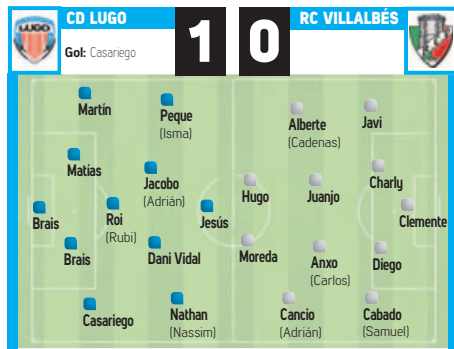 CD LUGO
LUGO
Gol: Casariego
1 0
RC VILLALBÉS
Martín
Peque
(Isma)
Alberte
(Cadenas)
Javi
Matías
Jacobo
(Adrián)
Hugo
Juanjo
Charly
Brais
Roi
(Rubi)
Jesús
Clemente
Brais
Dani Vidal
Moreda
Anxo
(Carlos)
Diego
Casariego
Nathan
(Nassim)
Cancio
(Adrián)
Cabado
(Samuel)